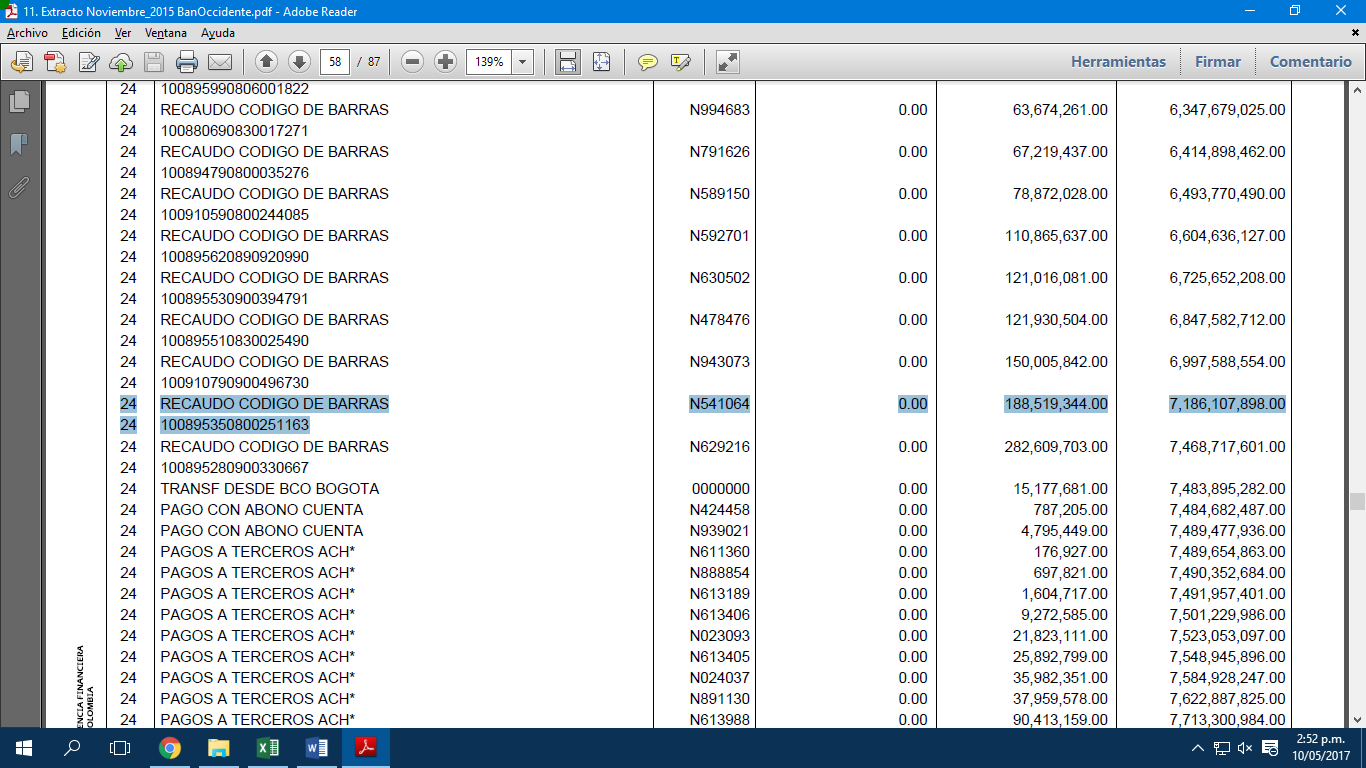 11. Extracto Noviembre_2015 BanOccidente.pdf - Adobe Reader
Archivo Edición Ver Ventana Ayuda
58 / 87 139% Herramientas Firmar Comentario
24 100895990806001822
24 RECAUDO CODIGO DE BARRAS N994683 0.00 63,674,261.00 6,347,679,025.00
24 100880690830017271
24 RECAUDO CODIGO DE BARRAS N791626 0.00 67,219,437.00 6,414,898,462.00
24 100894790800035276
24 RECAUDO CODIGO DE BARRAS N589150 0.00 78,872,028.00 6,493,770,490.00
24 100910590800244085
24 RECAUDO CODIGO DE BARRAS N592701 0.00 110,865,637.00 6,604,636,127.00
24 100895620890920990
24 RECAUDO CODIGO DE BARRAS N630502 0.00 121,016,081.00 6,725,652,208.00
24 100895530900394791
24 RECAUDO CODIGO DE BARRAS N478476 0.00 121,930,504.00 6,847,582,712.00
24 100895510830025490
24 RECAUDO CODIGO DE BARRAS N943073 0.00 150,005,842.00 6,997,588,554.00
24 100910790900496730
24 RECAUDO CODIGO DE BARRAS N541064 0.00 188,519,344.00 7,186,107,898.00
24 100895350800251163
24 RECAUDO CODIGO DE BARRAS N629216 0.00 282,609,703.00 7,468,717,601.00
24 100895280900330667
24 TRANSF DESDE BCO BOGOTA 0000000 0.00 15,177,681.00 7,483,895,282.00
24 PAGO CON ABONO CUENTA N424458 0.00 787,205.00 7,484,682,487.00
24 PAGO CON ABONO CUENTA N939021 0.00 4,795,449.00 7,489,477,936.00
24 PAGOS A TERCEROS ACH* N611360 0.00 176,927.00 7,489,654,863.00
24 PAGOS A TERCEROS ACH* N888854 0.00 697,821.00 7,490,352,684.00
24 PAGOS A TERCEROS ACH* N613189 0.00 1,604,717.00 7,491,957,401.00
24 PAGOS A TERCEROS ACH* N613406 0.00 9,272,585.00 7,501,229,986.00
24 PAGOS A TERCEROS ACH* N023093 0.00 21,823,111.00 7,523,053,097.00
24 PAGOS A TERCEROS ACH* N613405 0.00 25,892,799.00 7,548,945,896.00
24 PAGOS A TERCEROS ACH* N024037 0.00 35,982,351.00 7,584,928,247.00
24 PAGOS A TERCEROS ACH* N891130 0.00 37,959,578.00 7,622,887,825.00
24 PAGOS A TERCEROS ACH* N613988 0.00 90,413,159.00 7,713,300,984.00
ENCIA FINANCIERA
OLOMBIA
2:52 p.m.
10/05/2017